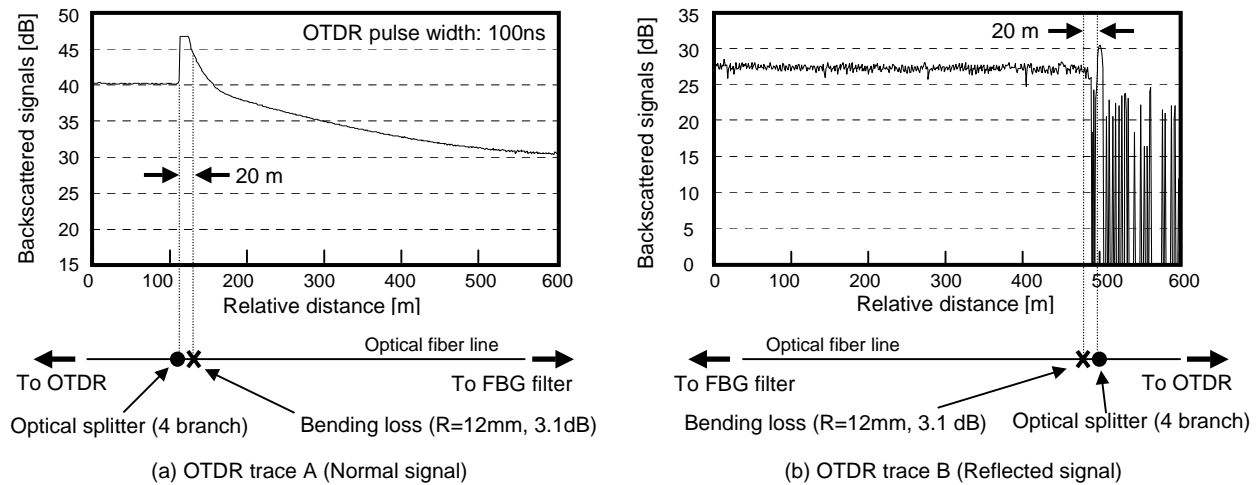 Backscattered signals [dB]
50
45
40
35
30
25
20
15
OTDR pulse width: 100ns
20 m
0 100 200 300 400 500 600
Relative distance [m]
Optical fiber line
To OTDR
To FBG filter
Optical splitter (4 branch)
Bending loss (R=12mm, 3.1dB)
(a) OTDR trace A (Normal signal)
Backscattered signals [dB]
35
30
25
20
15
10
5
0
20 m
0 100 200 300 400 500 600
Relative distance [m]
Optical fiber line
To FBG filter
To OTDR
Bending loss (R=12mm, 3.1 dB)
Optical splitter (4 branch)
(b) OTDR trace B (Reflected signal)